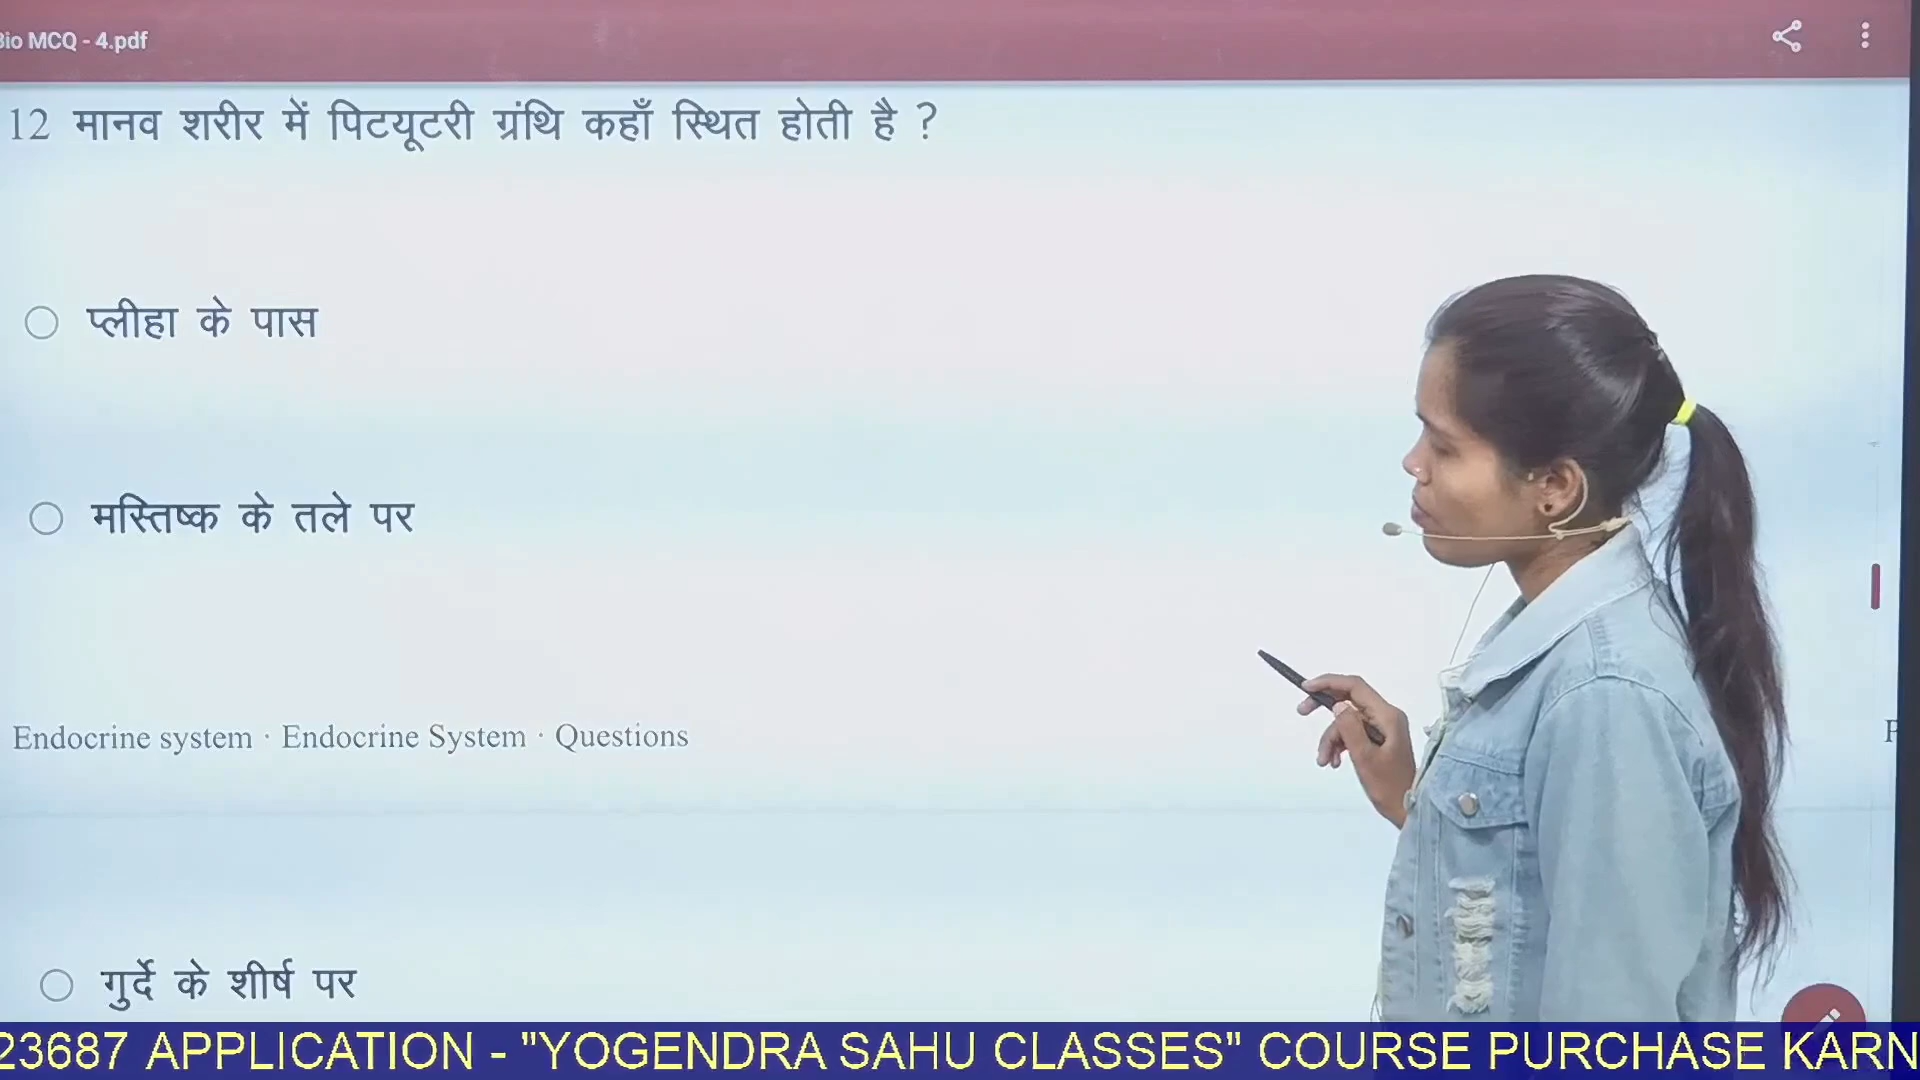 Bio MCQ - 4.pdf
12 मानव शरीर में पिटयूटरी ग्रंथि कहाँ स्थित होती है ?
प्लीहा के पास
मस्तिष्क के तले पर
Endocrine system · Endocrine System · Questions
गुर्दे के शीर्ष पर
23687 APPLICATION - "YOGENDRA SAHU CLASSES" COURSE PURCHASE KARN